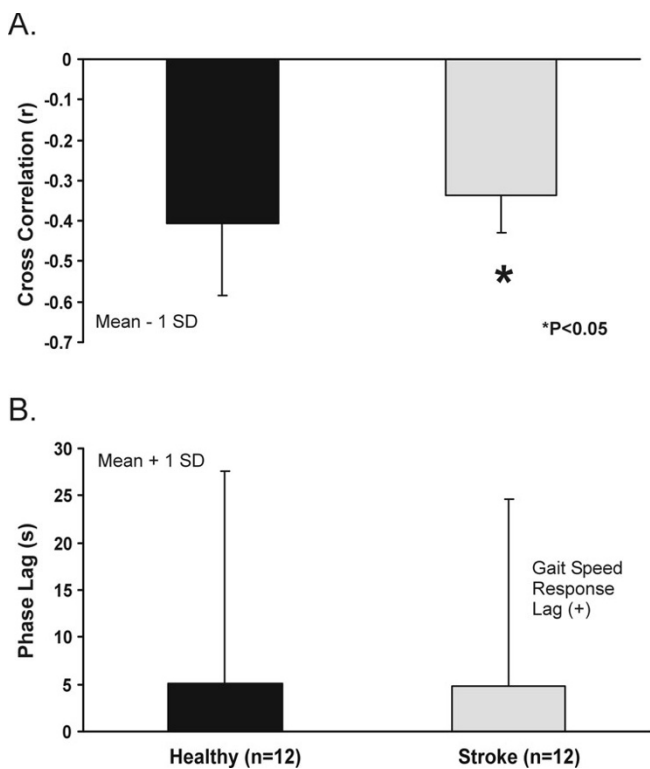 A.
0
-0.1
-0.2
-0.3
-0.4
-0.5
-0.6
-0.7
Cross Correlation (r)
*
Mean - 1 SD
*P<0.05
B.
30
25
20
15
10
5
0
Phase Lag (s)
Mean + 1 SD
Gait Speed
Response
Lag (+)
Healthy (n=12)
Stroke (n=12)